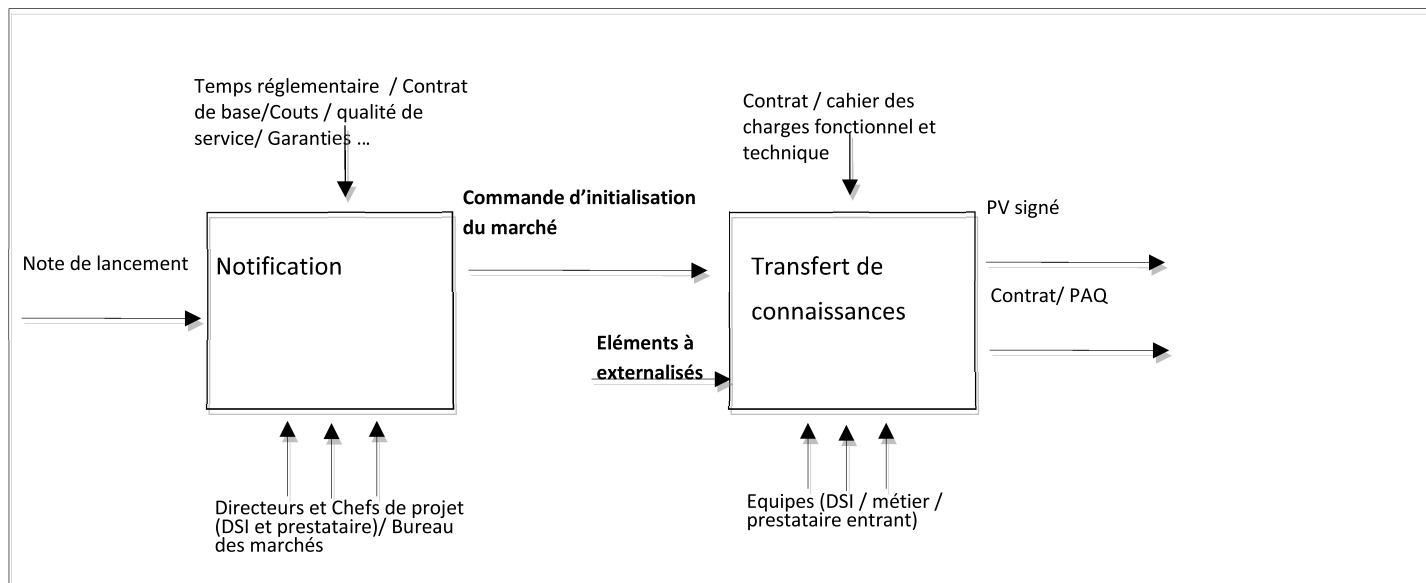 Temps réglementaire / Contrat
de base/Couts / qualité de
service/ Garanties ...
Contrat / cahier des
charges fonctionnel et
technique
Commande d’initialisation
du marché
PV signé
Note de lancement
Notification
Transfert de
connaissances
Contrat/ PAQ
Eléments à
externalisés
Directeurs et Chefs de projet
(DSI et prestataire)/ Bureau
des marchés
Equipes (DSI / métier /
prestataire entrant)